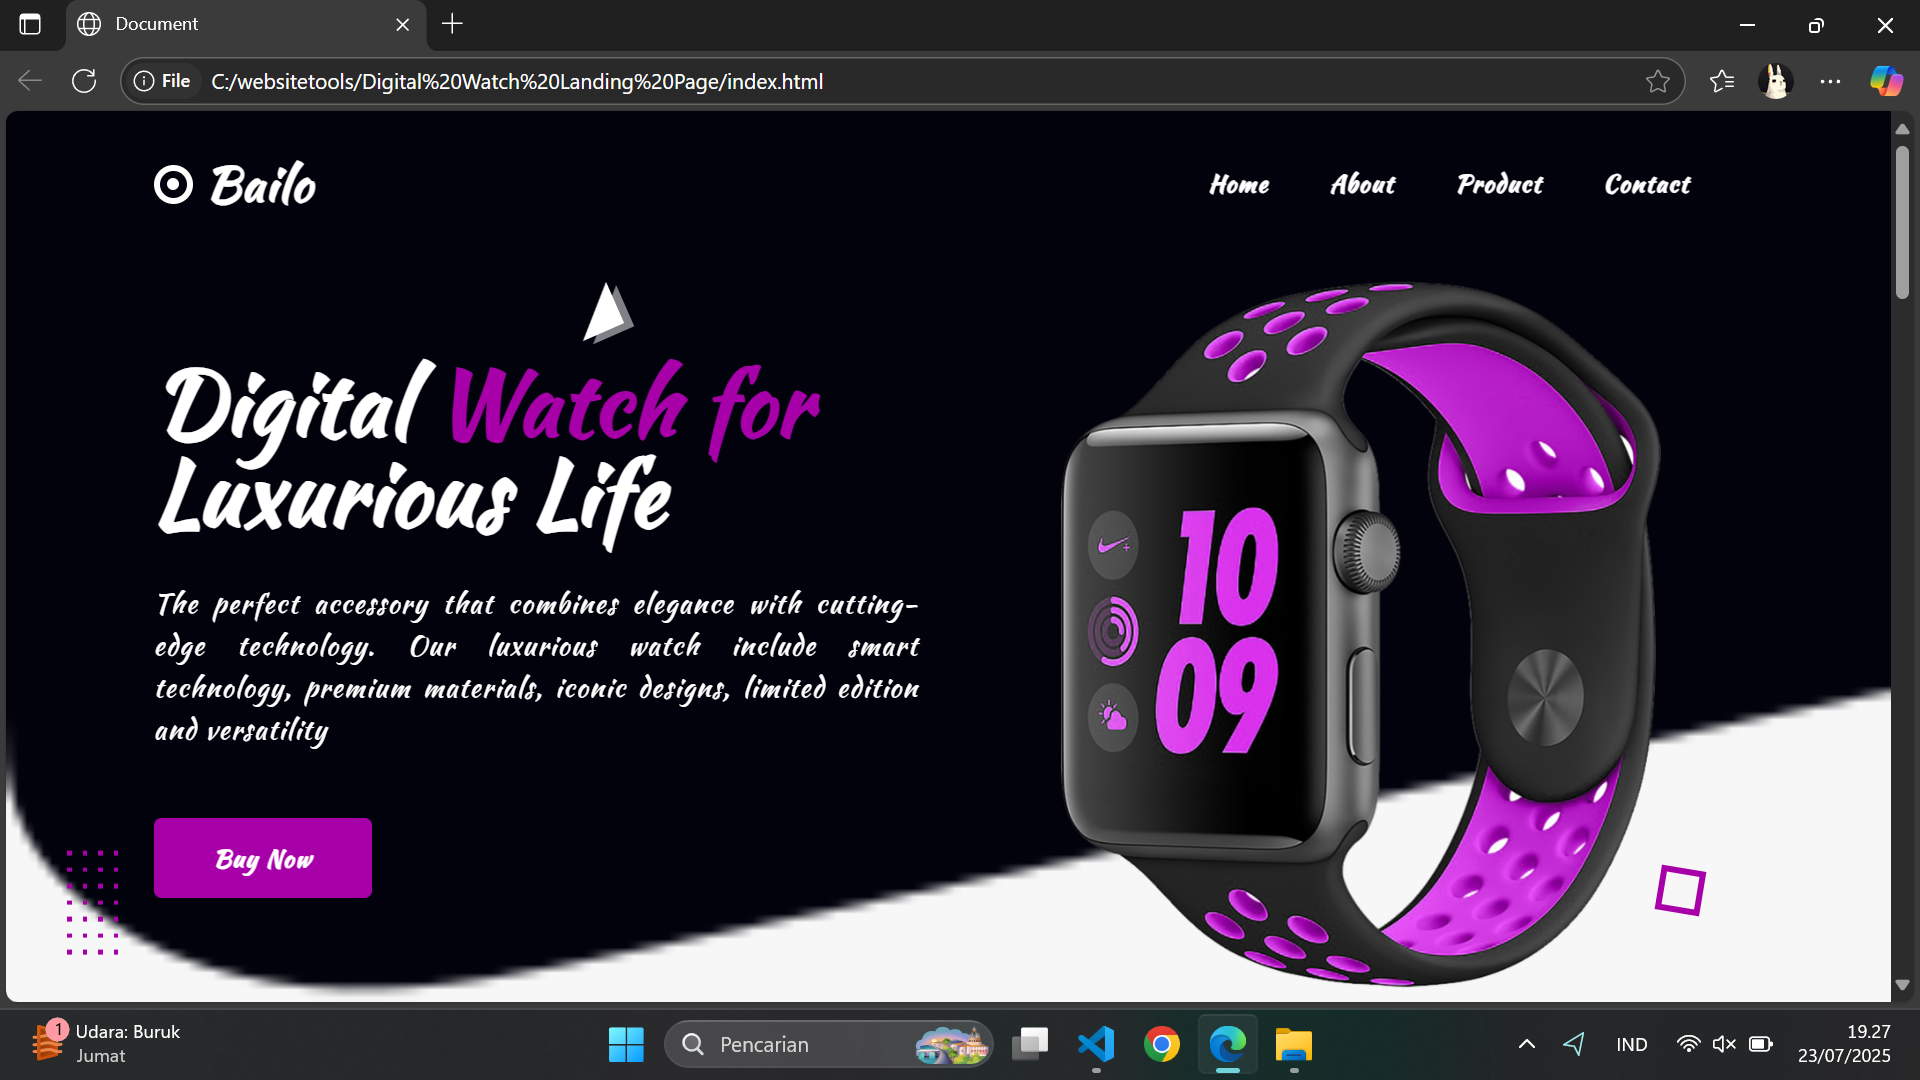 Document
File
C:/websitetools/Digital%20Watch%20Landing%20Page/index.html
Bailo
Home
About
Product
Contact
Digital Watch for
Luxurious Life
The perfect accessory that combines elegance with cutting-
edge technology. Our luxurious watch include smart
technology, premium materials, iconic designs, limited edition
and versatility
Buy Now
10
09
1
Udara: Buruk
Jumat
Pencarian
IND
19.27
23/07/2025